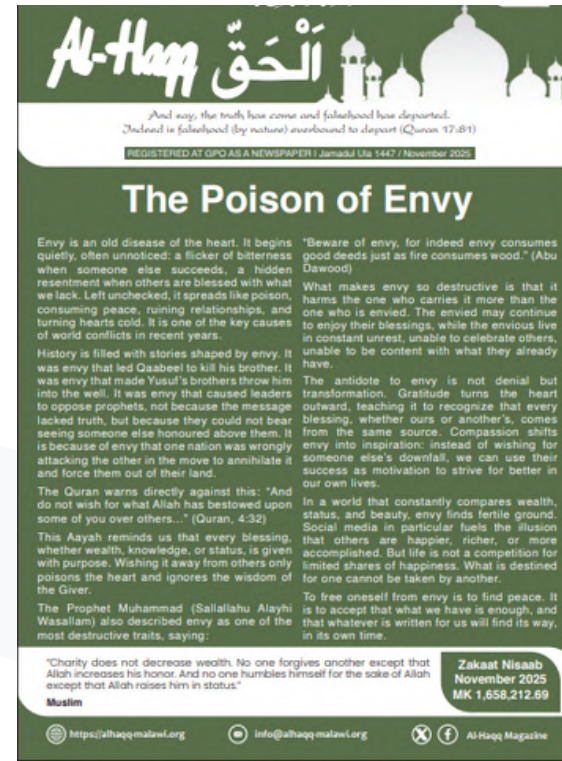 Al-Haqq اَلْحَقّ
And say, the truth has come and falsehood has departed.
Indeed is falsehood (by nature) everbound to depart (Quran 17:81)
REGISTERED AT GPO AS A NEWSPAPER I Jamadul Ula 1447 / November 2025
The Poison of Envy
Envy is an old disease of the heart. It begins
quietly, often unnoticed: a flicker of bitterness
when someone else succeeds, a hidden
resentment when others are blessed with what
we lack. Left unchecked, it spreads like poison,
consuming peace, ruining relationships, and
turning hearts cold. It is one of the key causes
of world conflicts in recent years.
History is filled with stories shaped by envy. It
was envy that led Qaabeel to kill his brother. It
was envy that made Yusuf's brothers throw him
into the well. It was envy that caused leaders
to oppose prophets, not because the message
lacked truth, but because they could not bear
seeing someone else honoured above them. It
is because of envy that one nation was wrongly
attacking the other in the move to annihilate it
and force them out of their land.
The Quran warns directly against this: "And
do not wish for what Allah has bestowed upon
some of you over others..." (Quran, 4:32)
This Aayah reminds us that every blessing,
whether wealth, knowledge, or status, is given
with purpose. Wishing it away from others only
poisons the heart and ignores the wisdom of
the Giver.
The Prophet Muhammad (Sallallahu Alayhi
Wasallam) also described envy as one of the
most destructive traits, saying:
"Beware of envy, for indeed envy consumes
good deeds just as fire consumes wood." (Abu
Dawood)
What makes envy so destructive is that it
harms the one who carries it more than the
one who is envied. The envied may continue
to enjoy their blessings, while the envious live
in constant unrest, unable to celebrate others,
unable to be content with what they already
have.
The antidote to envy is not denial but
transformation. Gratitude turns the heart
outward, teaching it to recognize that every
blessing, whether ours or another's, comes
from the same source. Compassion shifts
envy into inspiration: instead of wishing for
someone else's downfall, we can use their
success as motivation to strive for better in
our own lives.
In a world that constantly compares wealth,
status, and beauty, envy finds fertile ground.
Social media in particular fuels the illusion
that others are happier, richer, or more
accomplished. But life is not a competition for
limited shares of happiness. What is destined
for one cannot be taken by another.
To free oneself from envy is to find peace. It
is to accept that what we have is enough, and
that whatever is written for us will find its way,
in its own time.
"Charity does not decrease wealth. No one forgives another except that
Allah increases his honor. And no one humbles himself for the sake of Allah
except that Allah raises him in status."
Muslim
Zakaat Nisaab
November 2025
MK 1,658,212.69
https://alhaqq-malawi.org
info@alhaqq-malawi.org
Al-Haqq Magazine